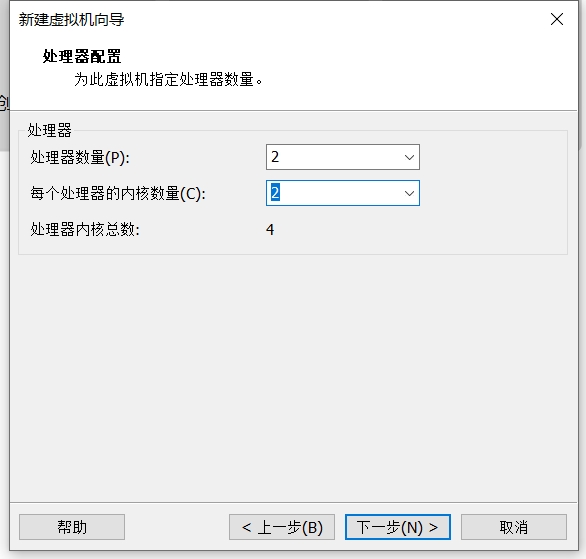 新建虚拟机向导
处理器配置
为此虚拟机指定处理器数量。
创
处理器
处理器数量(P): 2
每个处理器的内核数量(C): 2
处理器内核总数: 4
帮助 < 上一步(B) 下一步(N) > 取消